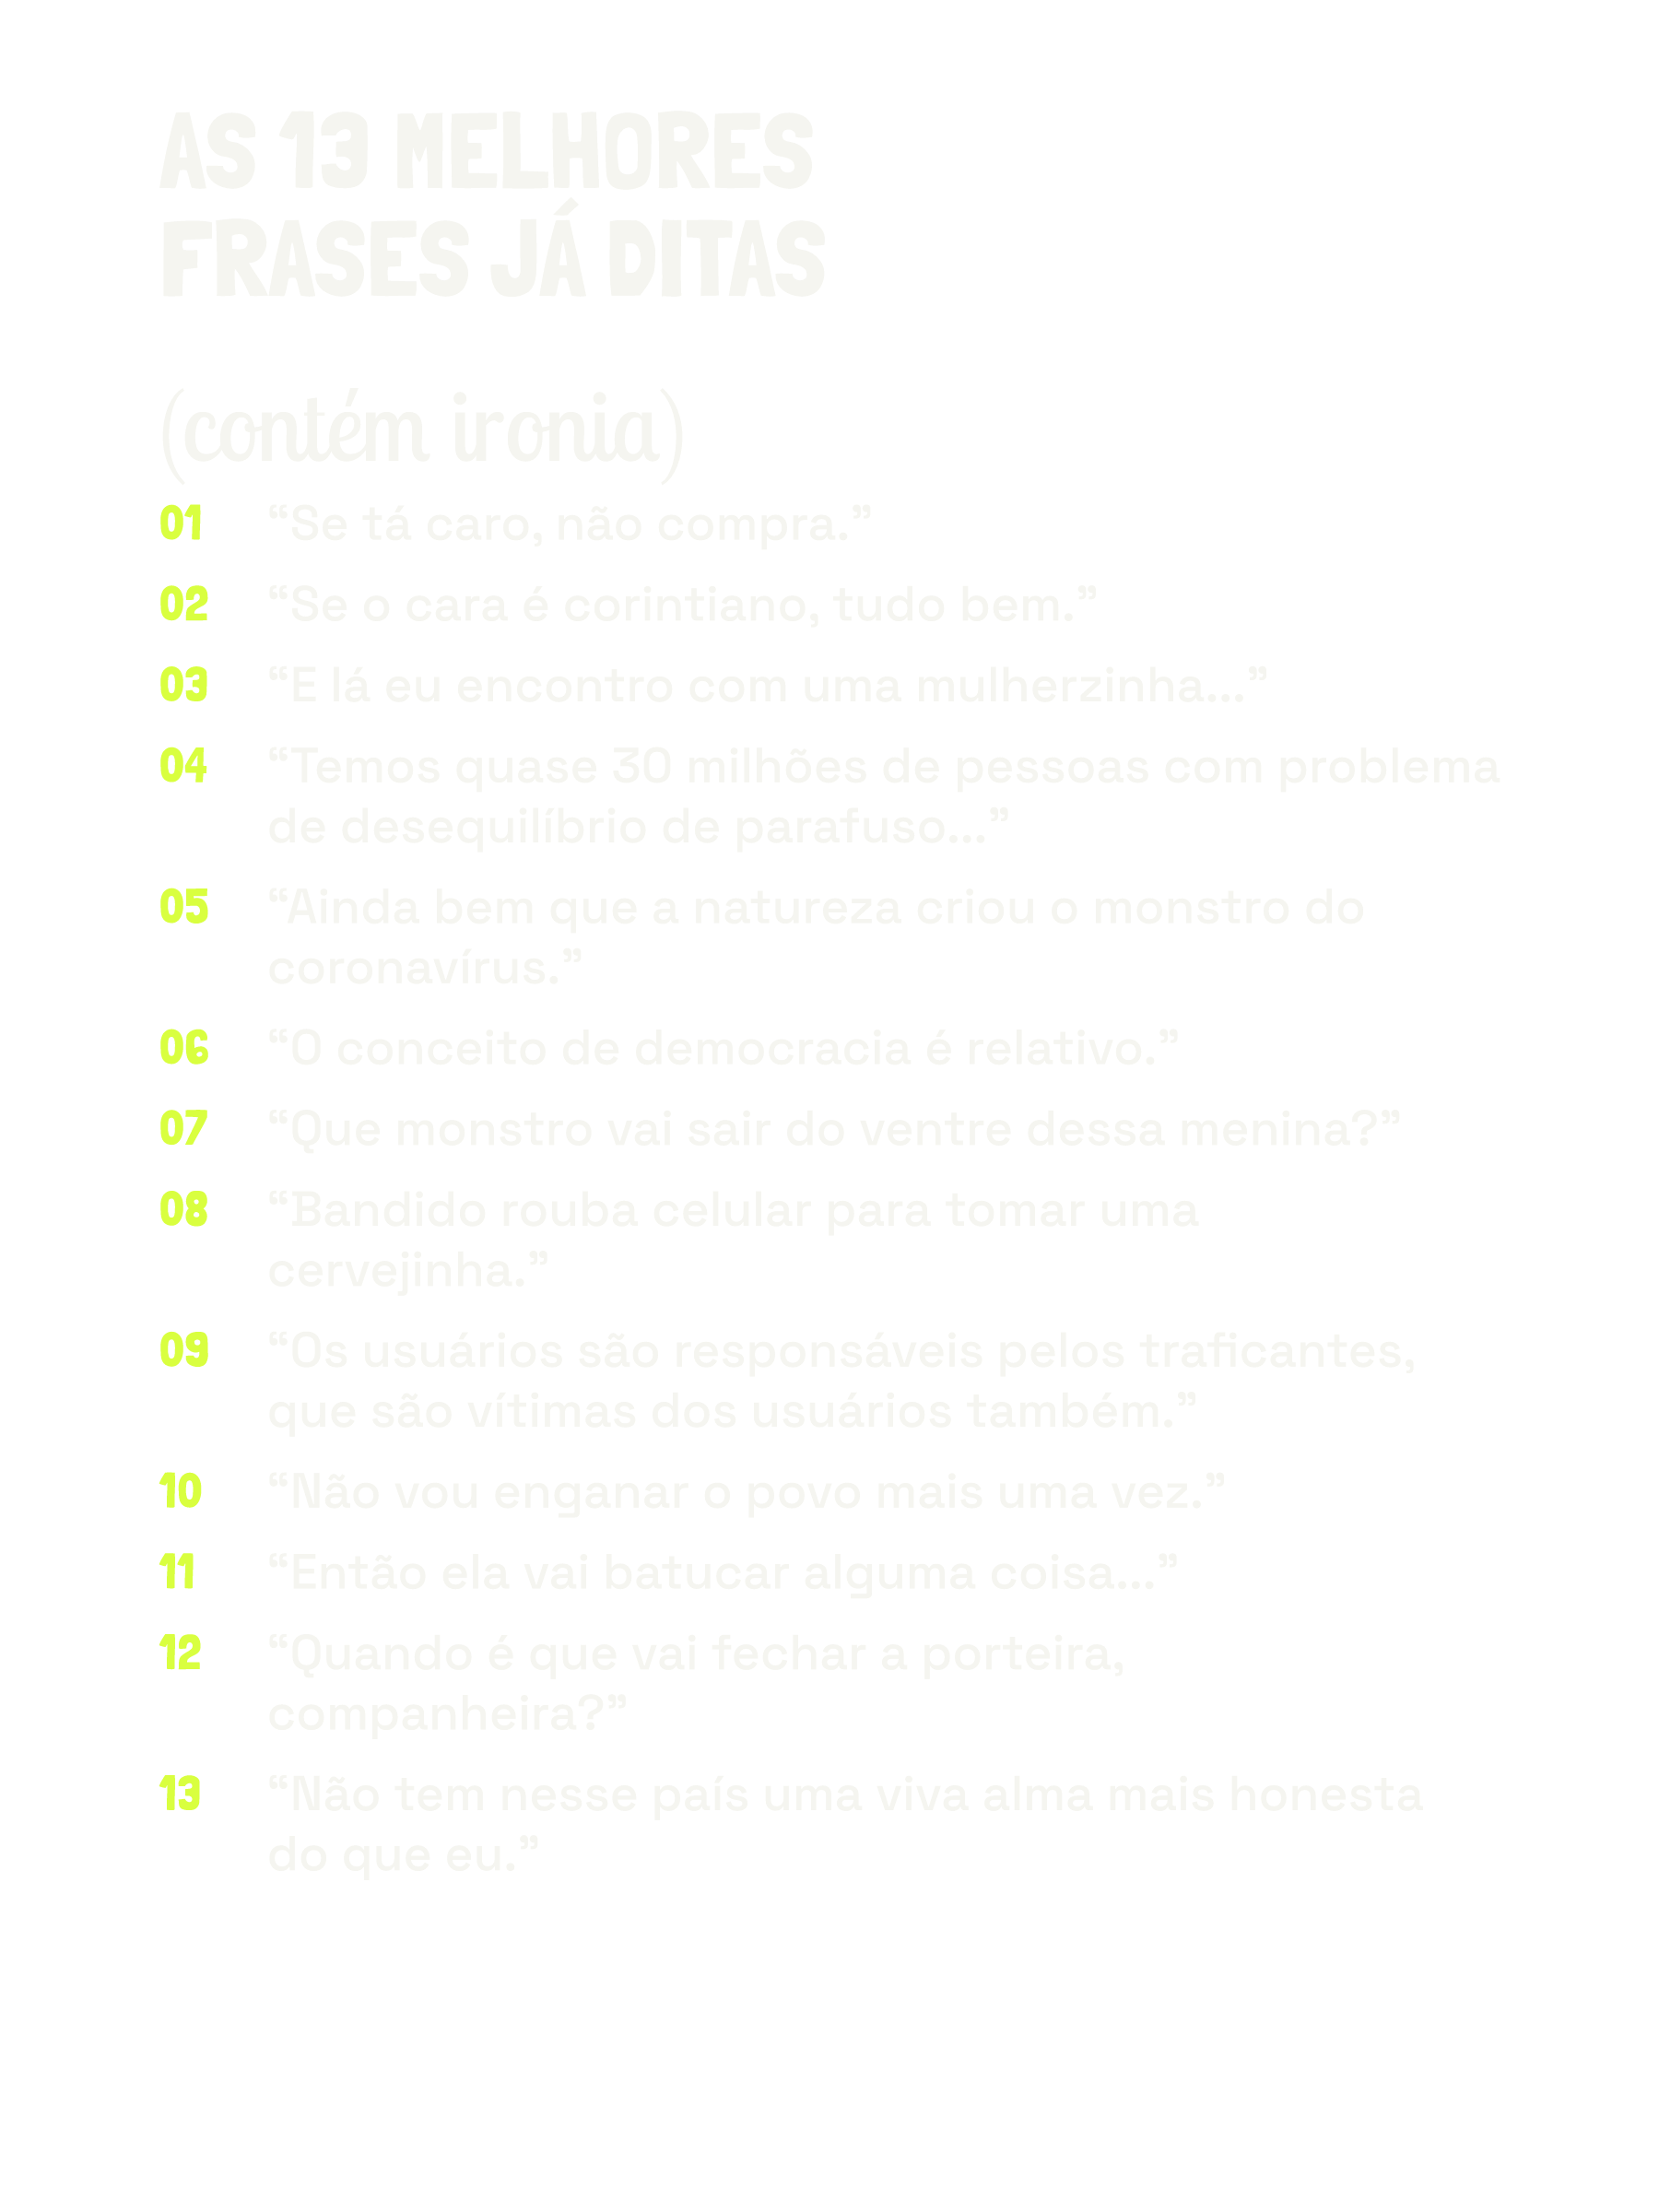 AS 13 MELHORES
FRASES JÁ DITAS
(contém ironia)
01 “Se tá caro, não compra.”
02 “Se o cara é corintiano, tudo bem.”
03 “E lá eu encontro com uma mulherzinha...”
04 “Temos quase 30 milhões de pessoas com problema
de desequilíbrio de parafuso...”
05 “Ainda bem que a natureza criou o monstro do
coronavírus.”
06 “O conceito de democracia é relativo.”
07 “Que monstro vai sair do ventre dessa menina?”
08 “Bandido rouba celular para tomar uma
cervejinha.”
09 “Os usuários são responsáveis pelos traficantes,
que são vítimas dos usuários também.”
10 “Não vou enganar o povo mais uma vez.”
11 “Então ela vai batucar alguma coisa...”
12 “Quando é que vai fechar a porteira,
companheira?”
13 “Não tem nesse país uma viva alma mais honesta
do que eu.”